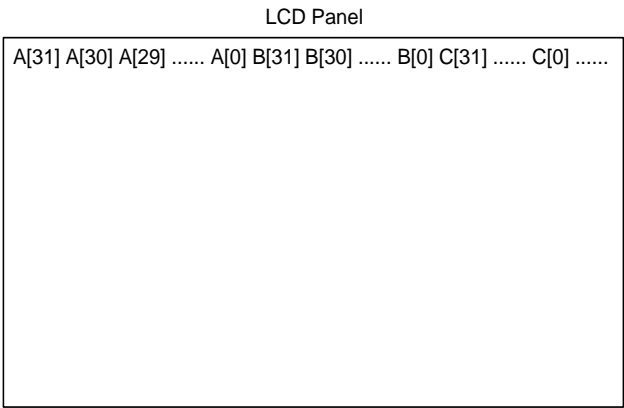 LCD Panel
A[31] A[30] A[29] ...... A[0] B[31] B[30] ...... B[0] C[31] ...... C[0] ......